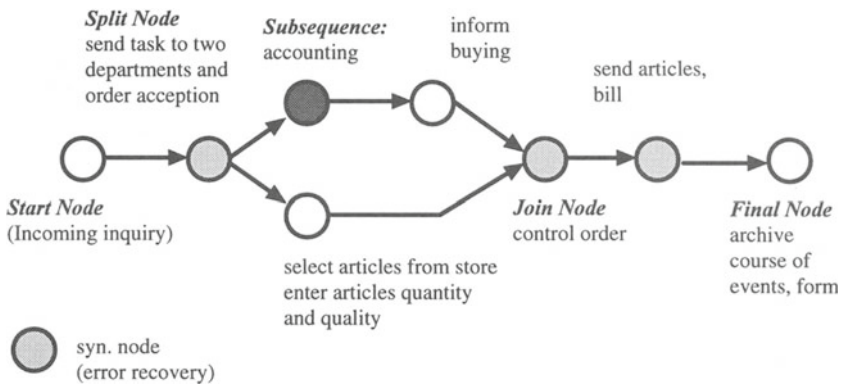 Split Node
send task to two
departments and
order acception
Subsequence:
accounting
inform
buying
send articles,
bill
Start Node
(Incoming inquiry)
select articles from store
enter articles quantity
and quality
Join Node
control order
Final Node
archive
course of
events, form
syn. node
(error recovery)